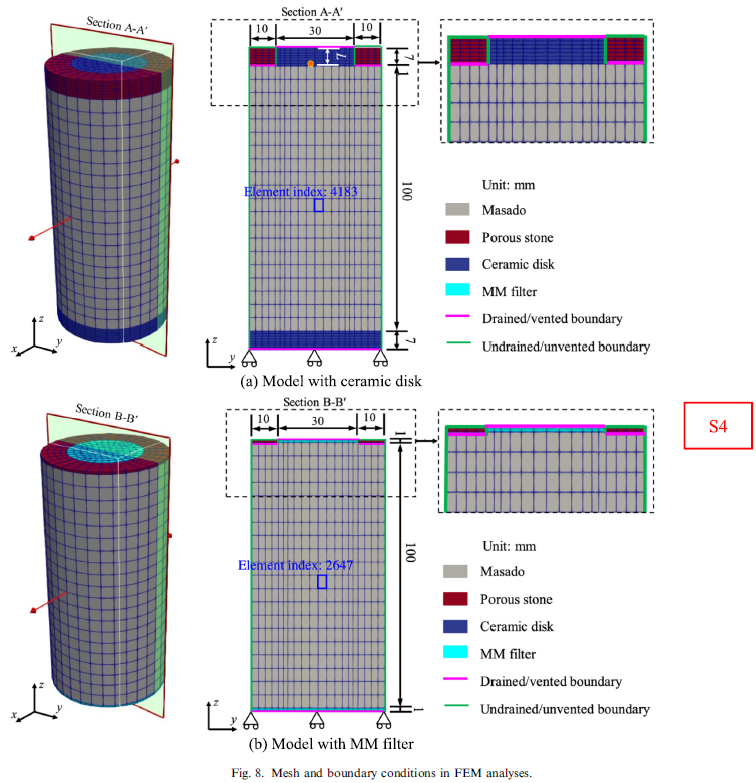 Section A-A′
Section A-A′
10
30
10
7
7
1
Element index: 4183
100
7
Unit: mm
Masado
Porous stone
Ceramic disk
MM filter
Drained/vented boundary
Undrained/unvented boundary
z
x
y
z
y
(a) Model with ceramic disk
Section B-B′
Section B-B′
10
30
10
1
S4
Element index: 2647
100
1
Unit: mm
Masado
Porous stone
Ceramic disk
MM filter
Drained/vented boundary
Undrained/unvented boundary
z
x
y
z
y
(b) Model with MM filter
Fig. 8. Mesh and boundary conditions in FEM analyses.